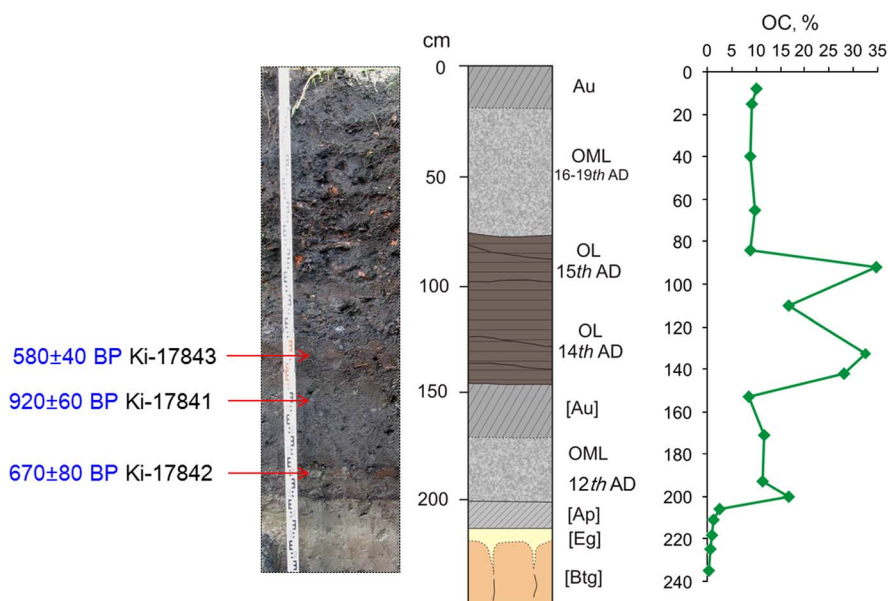 580±40 BP Ki-17843
920±60 BP Ki-17841
670±80 BP Ki-17842
cm
0
50
100
150
200
Au
OML
16-19th AD
OL
15th AD
OL
14th AD
[Au]
OML
12th AD
[Ap]
[Eg]
[Btg]
OC, %
0 5 10 15 20 25 30 35
0
20
40
60
80
100
120
140
160
180
200
220
240